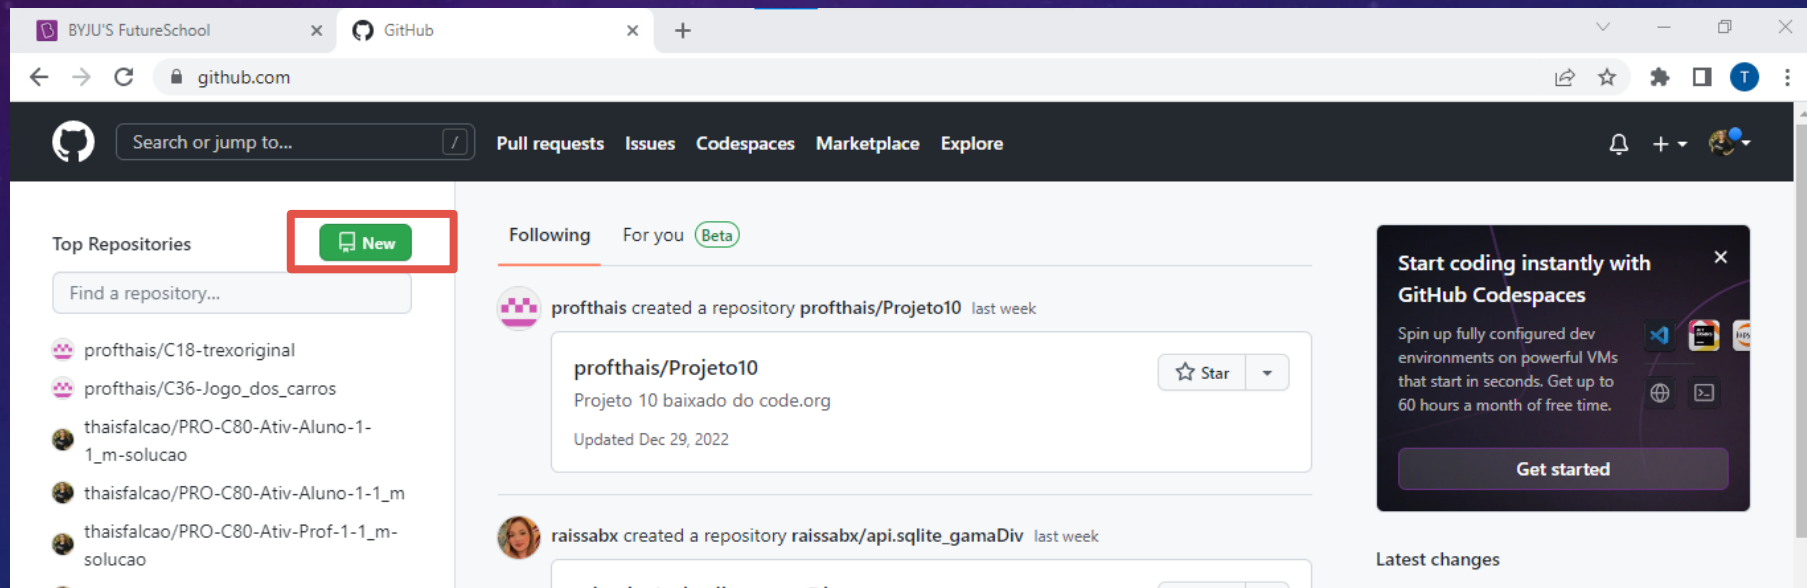 BYJU'S FutureSchool
GitHub
github.com
T
Search or jump to...
/
Pull requests
Issues
Codespaces
Marketplace
Explore
Top Repositories
New
Find a repository...
profthais/C18-trexoriginal
profthais/C36-Jogo_dos_carros
thaisfalcao/PRO-C80-Ativ-Aluno-1-
1_m-solucao
thaisfalcao/PRO-C80-Ativ-Aluno-1-1_m
thaisfalcao/PRO-C80-Ativ-Prof-1-1_m-
solucao
Following
For you
Beta
profthais created a repository profthais/Projeto10 last week
profthais/Projeto10
Star
Projeto 10 baixado do code.org
Updated Dec 29, 2022
raissabx created a repository raissabx/api.sqlite_gamaDiv last week
Start coding instantly with
GitHub Codespaces
Spin up fully configured dev
environments on powerful VMs
that start in seconds. Get up to
60 hours a month of free time.
Get started
Latest changes